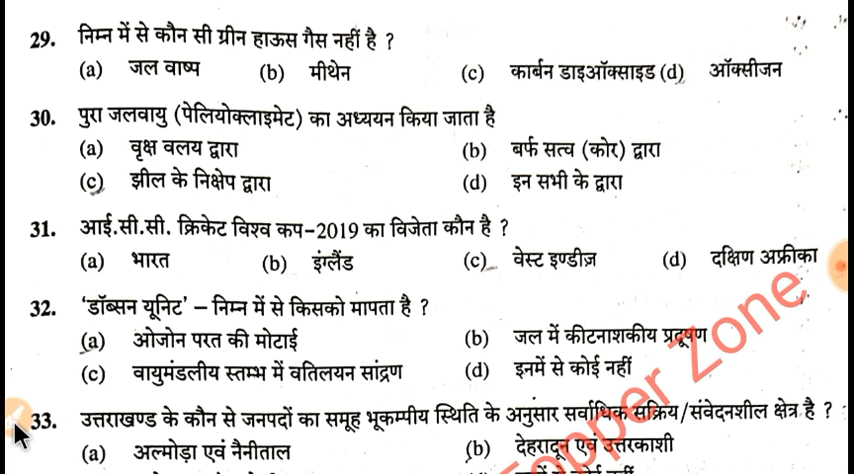 29. निम्न में से कौन सी ग्रीन हाऊस गैस नहीं है ?
(a) जल वाष्प (b) मीथेन (c) कार्बन डाइऑक्साइड (d) ऑक्सीजन
30. पुरा जलवायु (पेलियोक्लाइमेट) का अध्ययन किया जाता है
(a) वृक्ष वलय द्वारा (b) बर्फ सत्व (कोर) द्वारा
(c) झील के निक्षेप द्वारा (d) इन सभी के द्वारा
31. आई.सी.सी. क्रिकेट विश्व कप-2019 का विजेता कौन है ?
(a) भारत (b) इंग्लैंड (c) वेस्ट इण्डीज़ (d) दक्षिण अफ्रीका
32. 'डॉब्सन यूनिट' – निम्न में से किसको मापता है ?
(a) ओजोन परत की मोटाई (b) जल में कीटनाशकीय प्रदूषण
(c) वायुमंडलीय स्तम्भ में वतिलयन सांद्रण (d) इनमें से कोई नहीं
33. उत्तराखण्ड के कौन से जनपदों का समूह भूकम्पीय स्थिति के अनुसार सर्वाधिक सक्रिय/संवेदनशील क्षेत्र है ?
(a) अल्मोड़ा एवं नैनीताल (b) देहरादून एवं उत्तरकाशी
Topper Zone